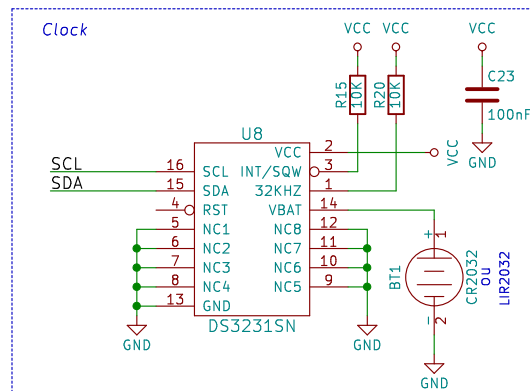 Clock
VCC
VCC
VCC
R15
10K
R20
10K
C23
100nF
GND
U8
VCC
2
VCC
SCL
16
SCL
INT/SQW
3
SDA
15
SDA
32KHZ
1
4
RST
VBAT
14
5
NC1
NC8
12
6
NC2
NC7
11
7
NC3
NC6
10
8
NC4
NC5
9
13
GND
DS3231SN
GND
GND
BT1
+
1
CR2032
OU
LIR2032
-
2
GND